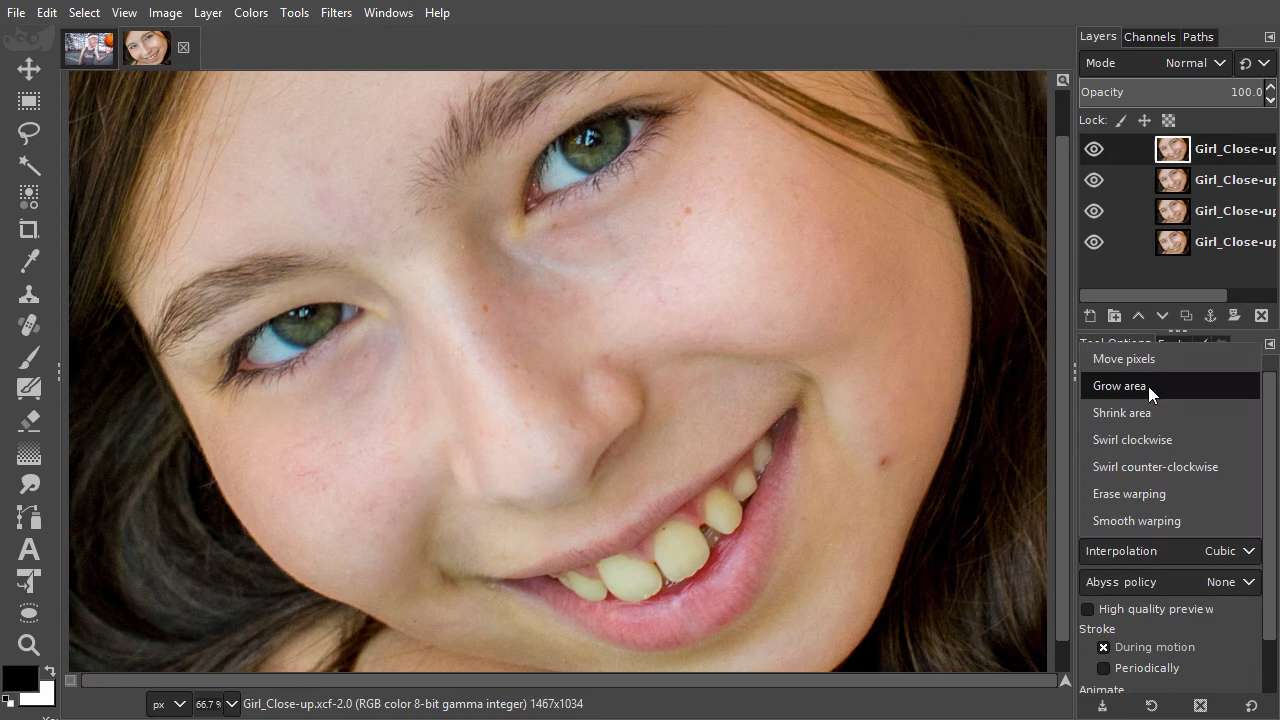 File Edit Select View Image Layer Colors Tools Filters Windows Help
Layers Channels Paths
Mode Normal
Opacity 100.0
Lock:
Girl_Close-up
Girl_Close-up
Girl_Close-up
Girl_Close-up
Move pixels
Grow area
Shrink area
Swirl clockwise
Swirl counter-clockwise
Erase warping
Smooth warping
Interpolation Cubic
Abyss policy None
High quality preview
Stroke
During motion
Periodically
Animate
px 66.7 % Girl_Close-up.xcf-2.0 (RGB color 8-bit gamma integer) 1467x1034